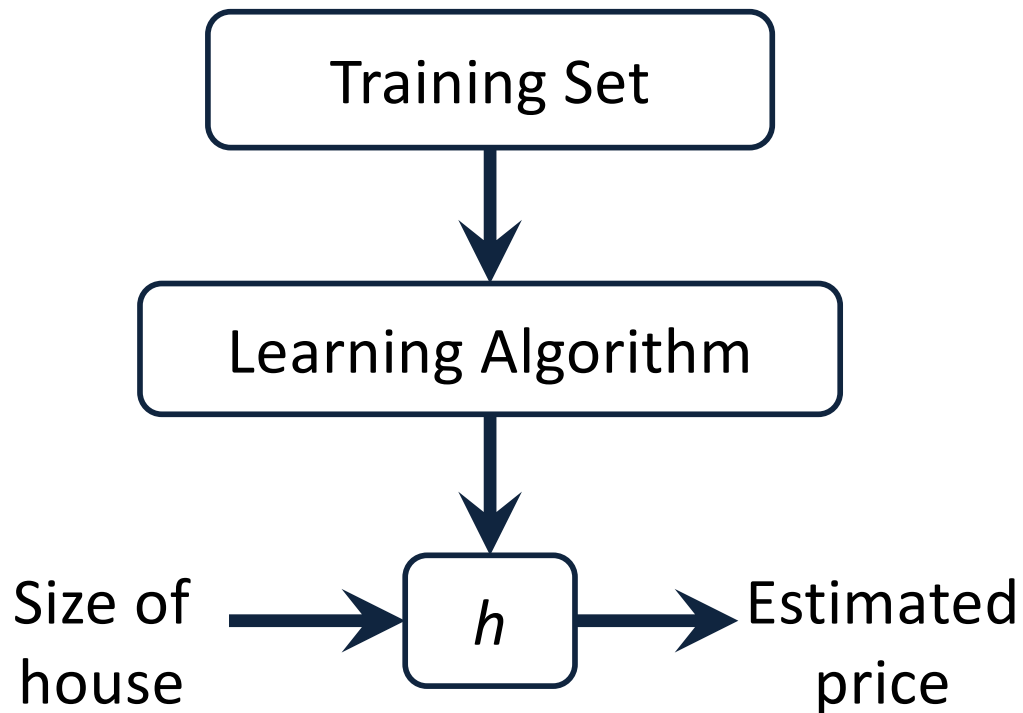 Training Set
Learning Algorithm
Size of
house
h
Estimated
price